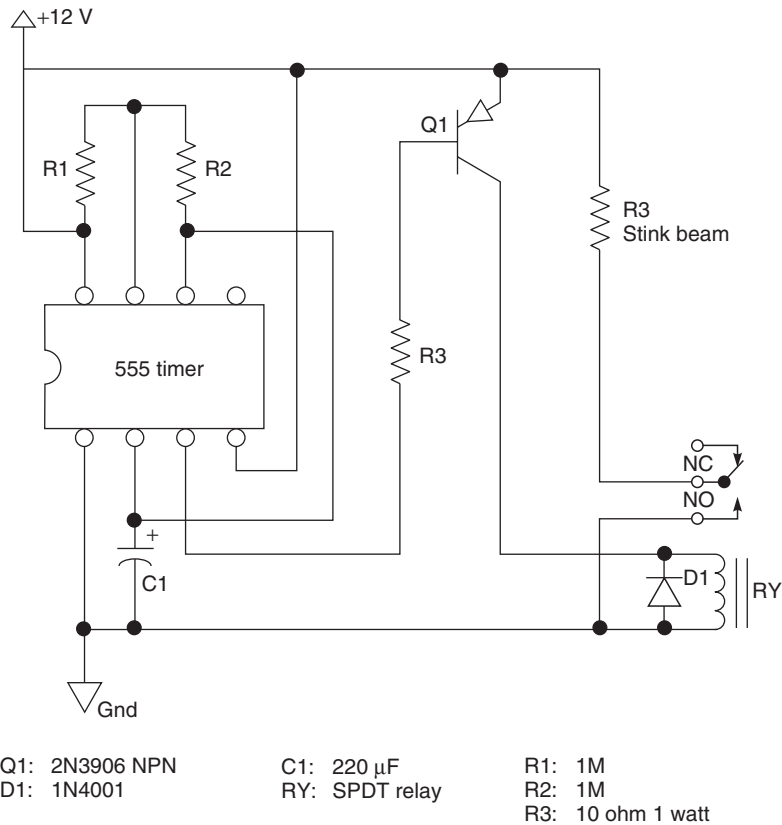 +12 V
Q1
R1
R2
R3
Stink beam
555 timer
R3
NC
NO
+
C1
D1
RY
Gnd
Q1: 2N3906 NPN
D1: 1N4001
C1: 220 μF
RY: SPDT relay
R1: 1M
R2: 1M
R3: 10 ohm 1 watt